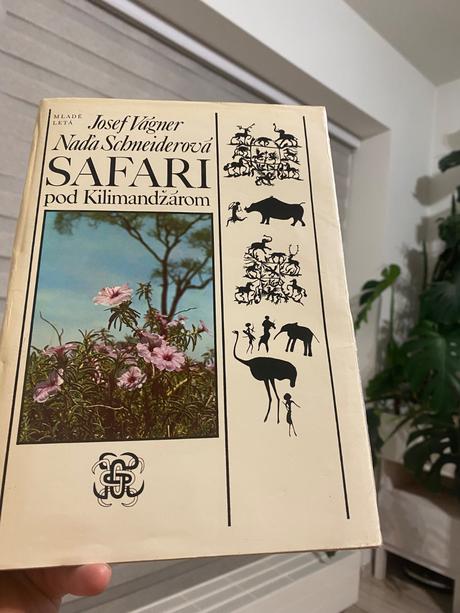 MLADÉ
LETÁ
Josef Vágner
Naďa Schneiderová
SAFARI
pod Kilimandžárom